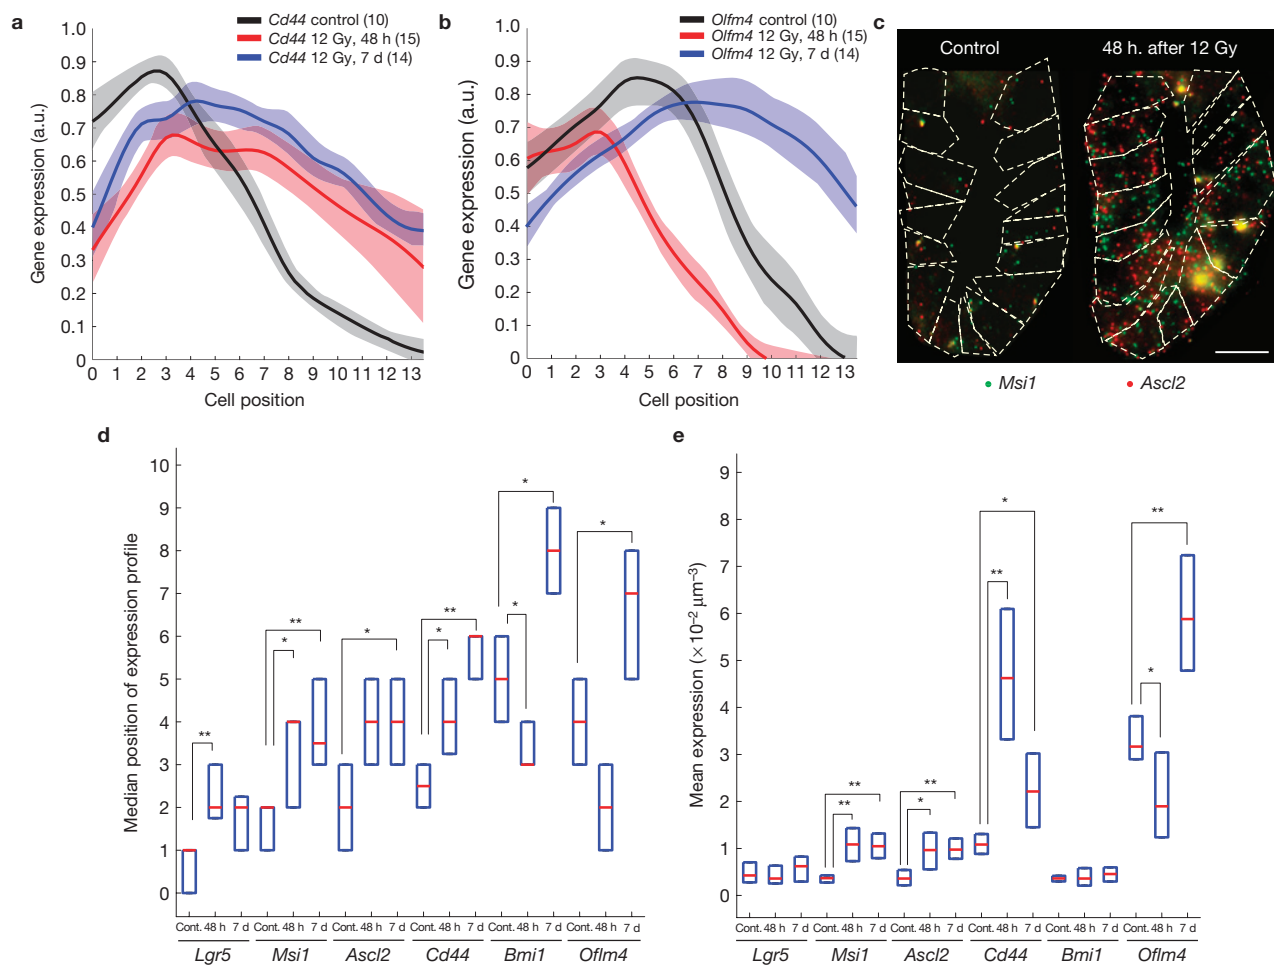 a
Cd44 control (10)
Cd44 12 Gy, 48 h (15)
Cd44 12 Gy, 7 d (14)
1.0
0.9
0.8
0.7
0.6
0.5
0.4
0.3
0.2
0.1
0
Gene expression (a.u.)
0 1 2 3 4 5 6 7 8 9 10 11 12 13
Cell position
b
Olfm4 control (10)
Olfm4 12 Gy, 48 h (15)
Olfm4 12 Gy, 7 d (14)
1.0
0.9
0.8
0.7
0.6
0.5
0.4
0.3
0.2
0.1
0
Gene expression (a.u.)
0 1 2 3 4 5 6 7 8 9 10 11 12 13
Cell position
c
Control
48 h. after 12 Gy
Msi1
Ascl2
d
10
9
8
7
6
5
4
3
2
1
0
Median position of expression profile
**
*
**
*
*
**
*
*
*
Cont. 48 h 7 d Cont. 48 h 7 d Cont. 48 h 7 d Cont. 48 h 7 d Cont. 48 h 7 d Cont. 48 h 7 d
Lgr5 Msi1 Ascl2 Cd44 Bmi1 Oflm4
e
9
8
7
6
5
4
3
2
1
0
Mean expression (×10⁻² μm⁻³)
**
**
*
**
**
*
*
**
Cont. 48 h 7 d Cont. 48 h 7 d Cont. 48 h 7 d Cont. 48 h 7 d Cont. 48 h 7 d Cont. 48 h 7 d
Lgr5 Msi1 Ascl2 Cd44 Bmi1 Oflm4